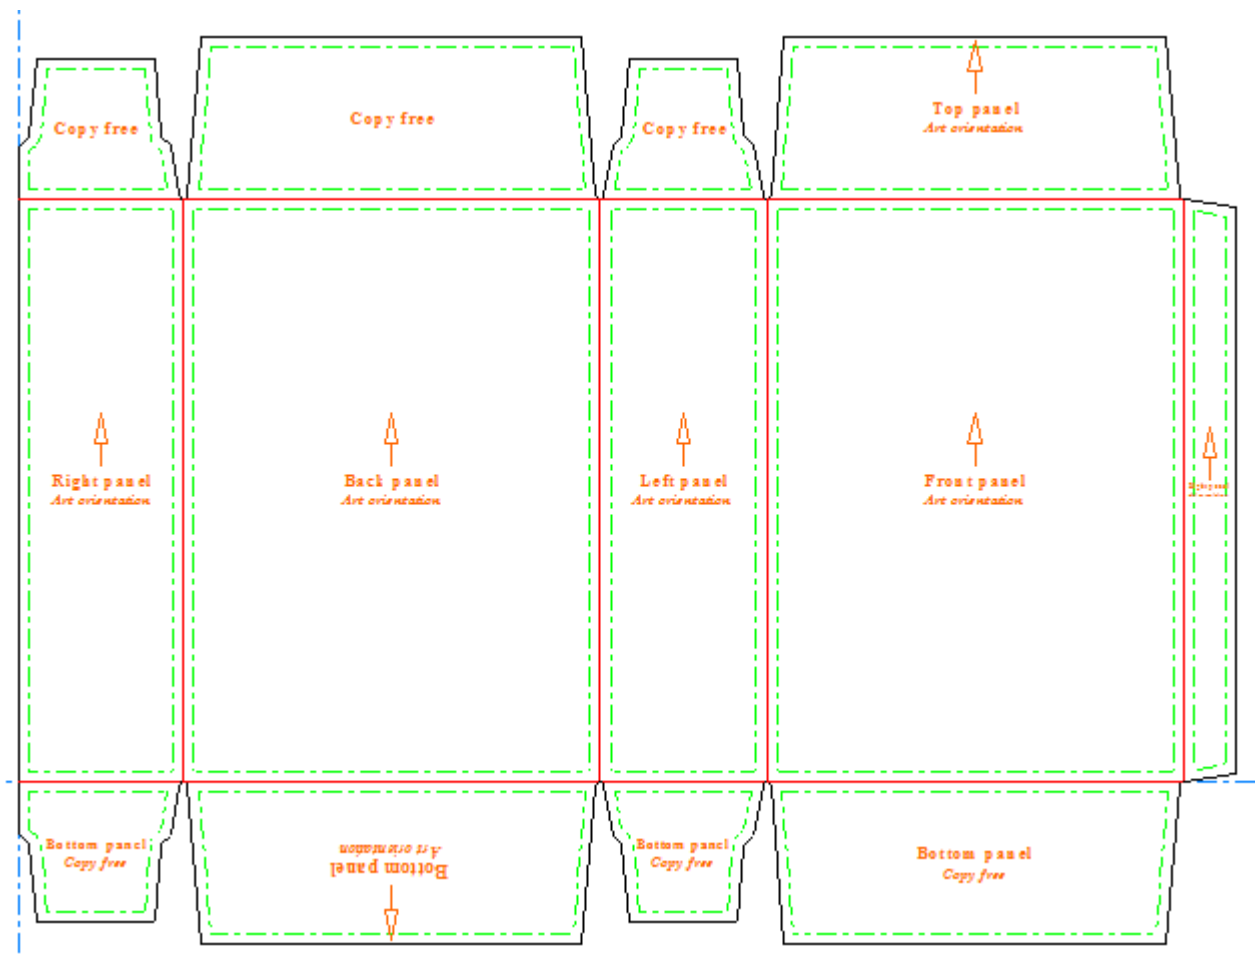 Copy free
Copy free
Copy free
Top panel
Art orientation
Right panel
Art orientation
Back panel
Art orientation
Left panel
Art orientation
Front panel
Art orientation
Bottom panel
Copy free
Bottom panel
Art orientation
Bottom panel
Copy free
Bottom panel
Copy free